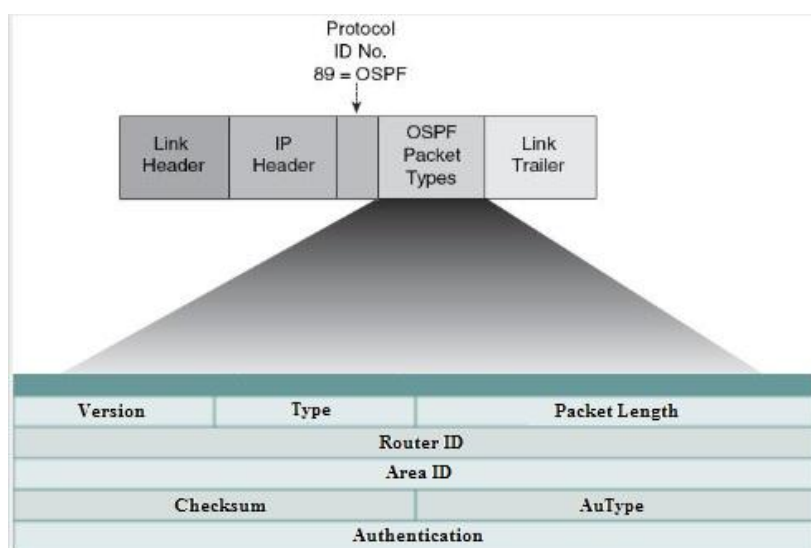 Protocol
ID No.
89 = OSPF
Link
Header
IP
Header
OSPF
Packet
Types
Link
Trailer
Version Type Packet Length
Router ID
Area ID
Checksum AuType
Authentication